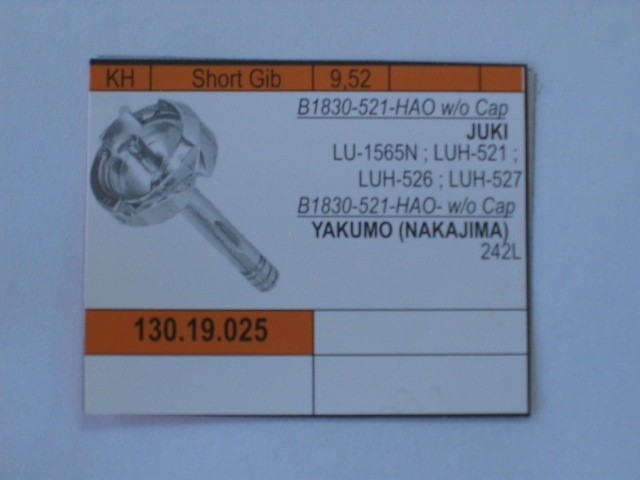 KH Short Gib 9,52
B1830-521-HAO w/o Cap
JUKI
LU-1565N ; LUH-521 ;
LUH-526 ; LUH-527
B1830-521-HAO- w/o Cap
YAKUMO (NAKAJIMA)
242L
130.19.025